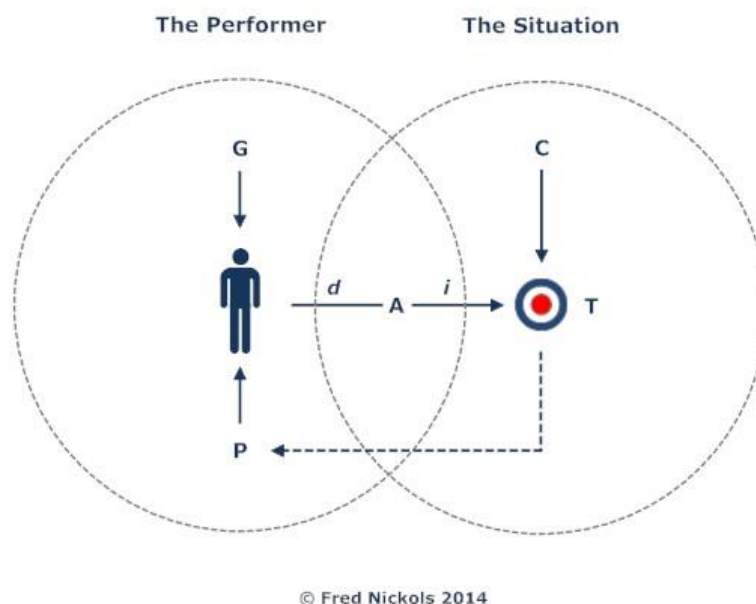 The Performer The Situation
G C
d A i T
P
© Fred Nickols 2014